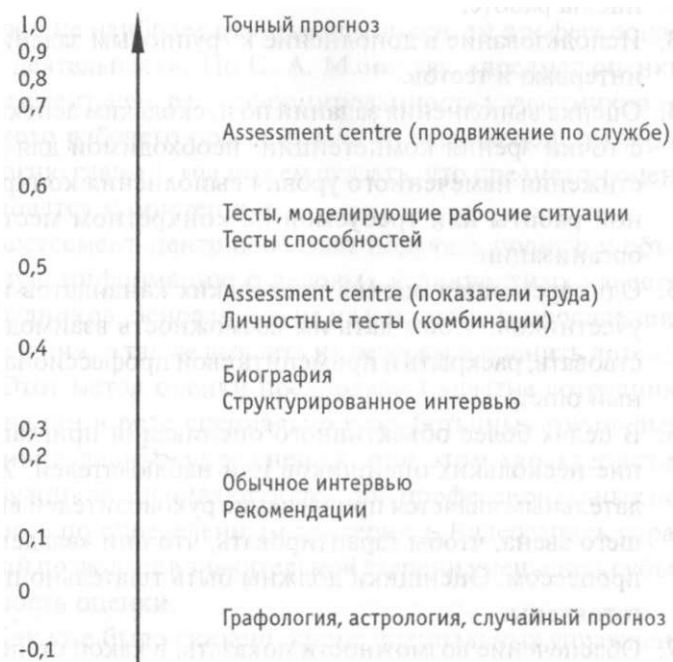 1,0 Точный прогноз
0,9
0,8
0,7
Assessment centre (продвижение по службе)
0,6
Тесты, моделирующие рабочие ситуации
Тесты способностей
0,5
Assessment centre (показатели труда)
Личностные тесты (комбинации)
0,4
Биография
Структурированное интервью
0,3
0,2
Обычное интервью
Рекомендации
0,1
0
Графология, астрология, случайный прогноз
-0,1